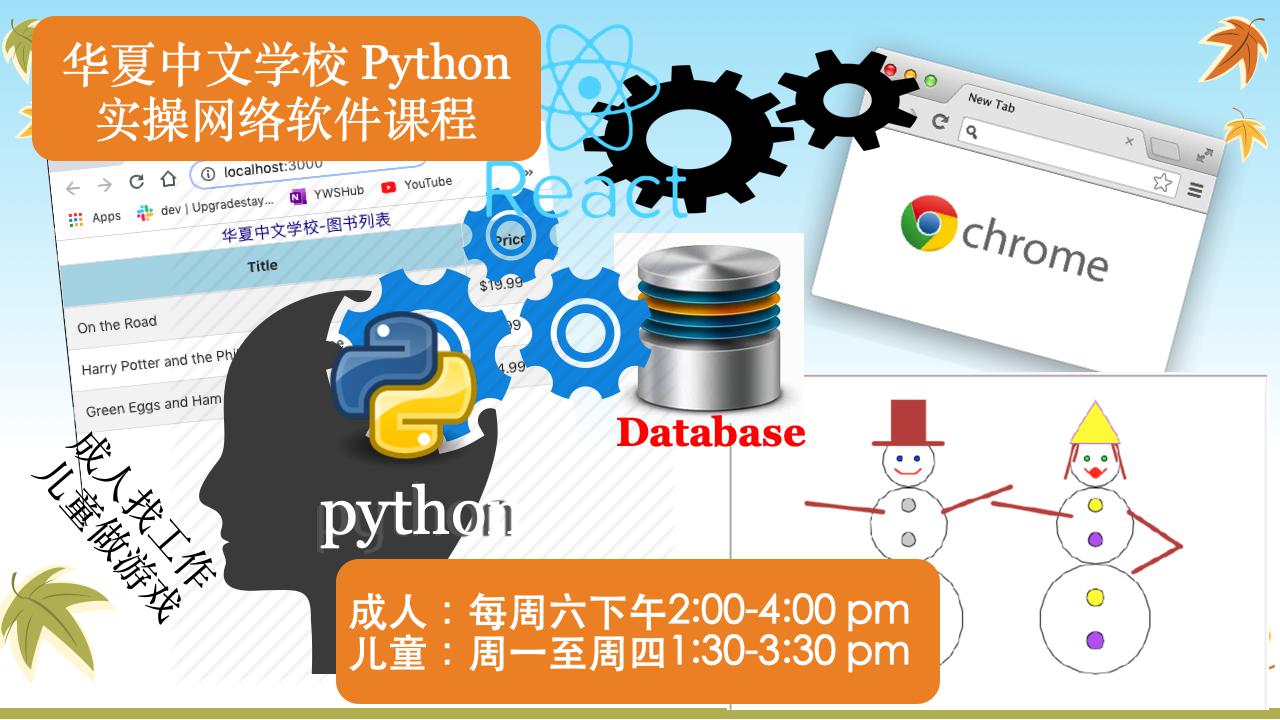 华夏中文学校 Python
实操网络软件课程
React
New Tab
chrome
localhost:3000
Apps
dev | Upgradestay...
YWSHub
YouTube
»
华夏中文学校-图书列表
Title
Price
On the Road
$19.99
Harry Potter and the Phi
99
Green Eggs and Ham
4.99
Database
成人找工作
儿童做游戏
python
成人：每周六下午2:00-4:00 pm
儿童：周一至周四1:30-3:30 pm